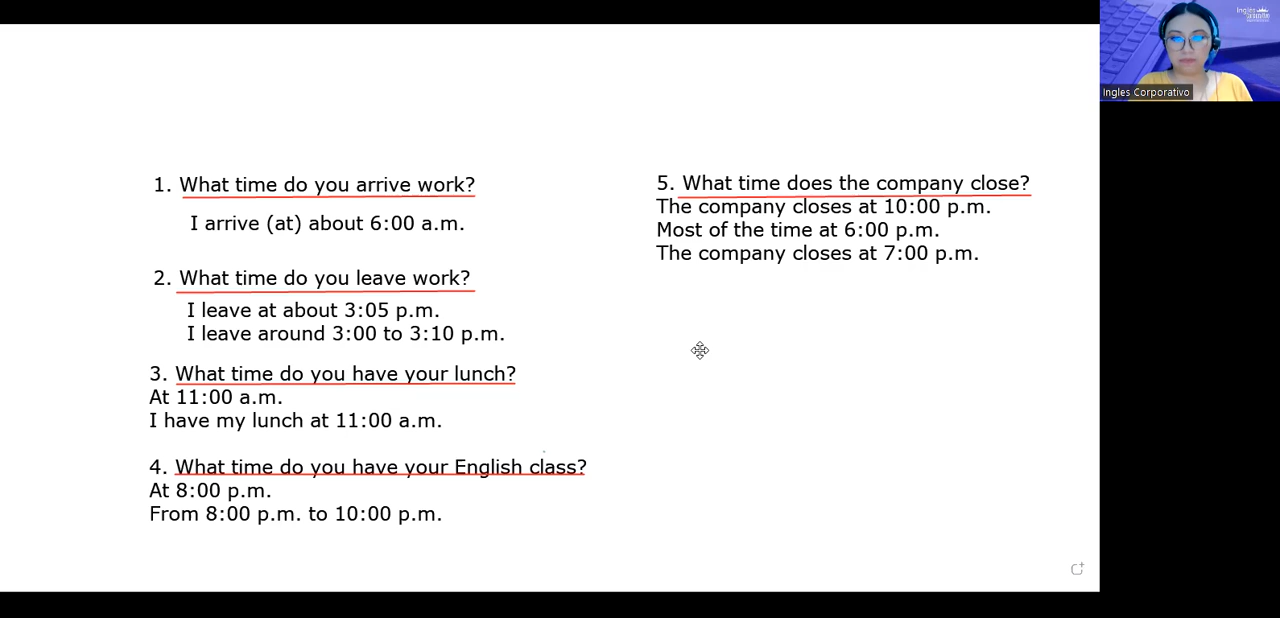 1. What time do you arrive work?
I arrive (at) about 6:00 a.m.
2. What time do you leave work?
I leave at about 3:05 p.m.
I leave around 3:00 to 3:10 p.m.
3. What time do you have your lunch?
At 11:00 a.m.
I have my lunch at 11:00 a.m.
4. What time do you have your English class?
At 8:00 p.m.
From 8:00 p.m. to 10:00 p.m.
5. What time does the company close?
The company closes at 10:00 p.m.
Most of the time at 6:00 p.m.
The company closes at 7:00 p.m.
Ingles
Ingles Corporativo